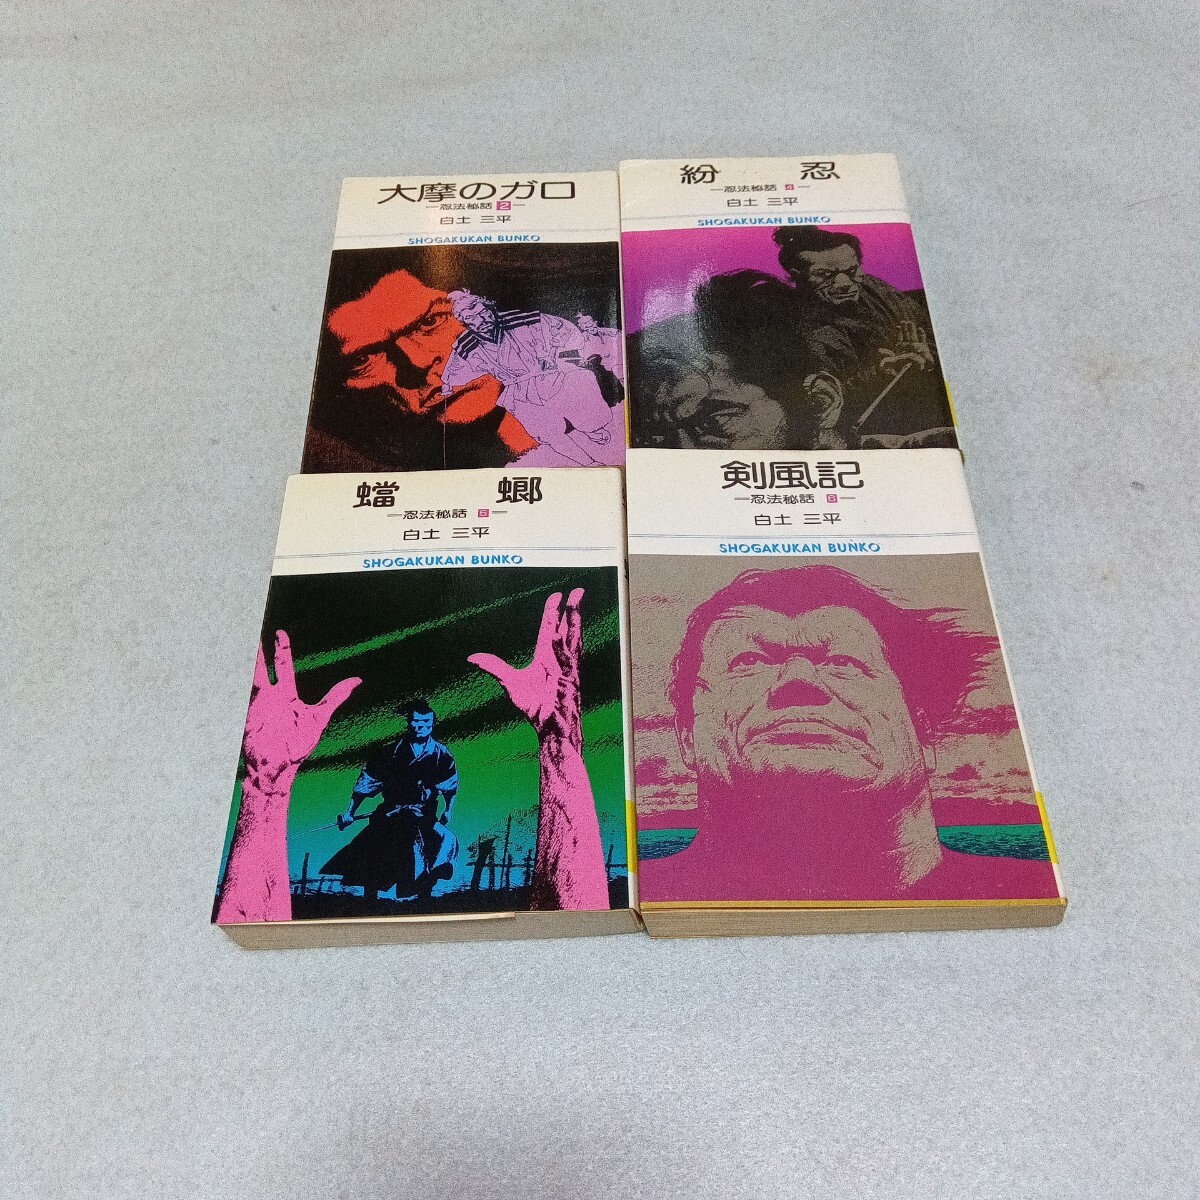 大摩のガロ
忍法秘話 2
白土 三平
SHOGAKUKAN BUNKO
紛 忍
忍法秘話 4
白土 三平
SHOGAKUKAN BUNKO
蟷 螂
忍法秘話 5
白土 三平
SHOGAKUKAN BUNKO
剣風記
忍法秘話 6
白土 三平
SHOGAKUKAN BUNKO